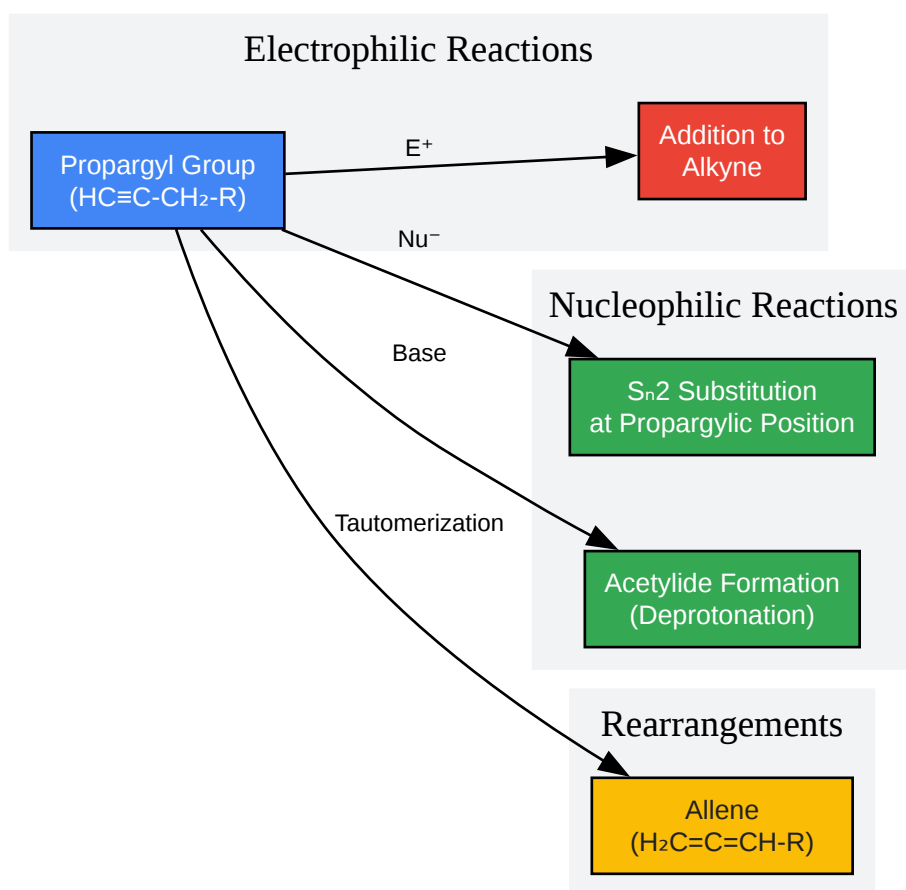 Electrophilic Reactions
Propargyl Group
(HC≡C-CH₂-R)
E⁺
Addition to
Alkyne
Nu⁻
Nucleophilic Reactions
Sₙ2 Substitution
at Propargylic Position
Base
Acetylide Formation
(Deprotonation)
Tautomerization
Rearrangements
Allene
(H₂C=C=CH-R)